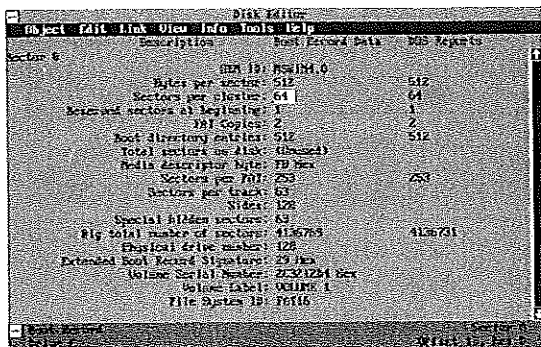 Disk Editor
Object Edit Link View Info Tools Help
Description Boot Record Data DOS Reports
Sector 0
OEM ID: MSWIN4.0
Bytes per sector: 512 512
Sectors per cluster: 64 64
Reserved sectors at beginning: 1 1
FAT Copies: 2 2
Root directory entries: 512 512
Total sectors on disk: (Unused)
Media descriptor byte: F8 Hex
Sectors per FAT: 253 253
Sectors per track: 63
Sides: 128
Special hidden sectors: 63
Big total number of sectors: 4136769 4136731
Physical drive number: 128
Extended Boot Record Signature: 29 Hex
Volume Serial Number: Hex
Volume Label: VOLUME 1
File System ID: FAT16
Boot Record